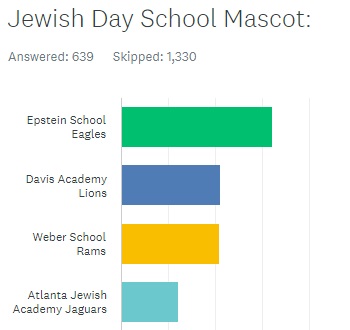 Jewish Day School Mascot:
Answered: 639 Skipped: 1,330
Epstein School
Eagles
Davis Academy
Lions
Weber School
Rams
Atlanta Jewish
Academy Jaguars